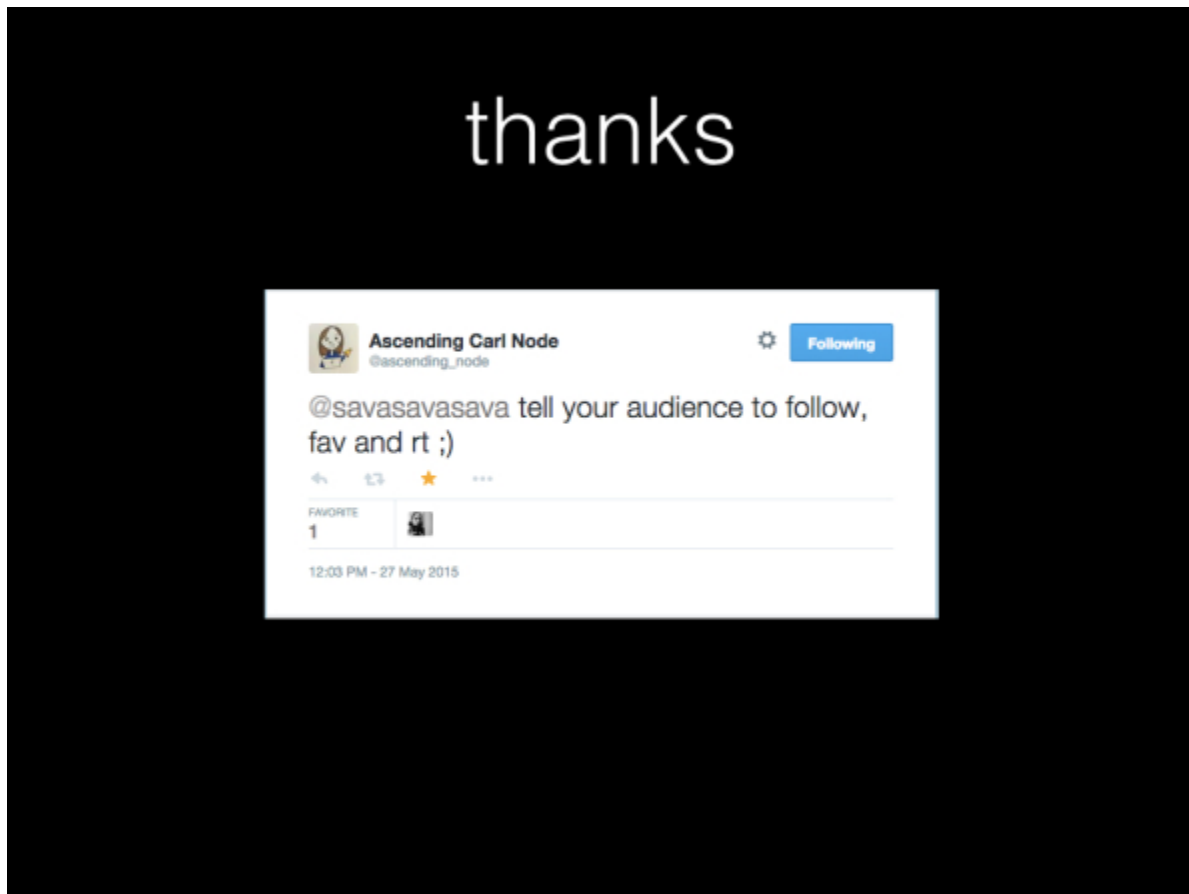 thanks
Ascending Carl Node
Following
@ascending_node
@savasavasava tell your audience to follow,
fav and rt ;)
FAVORITE
1
12:03 PM - 27 May 2015